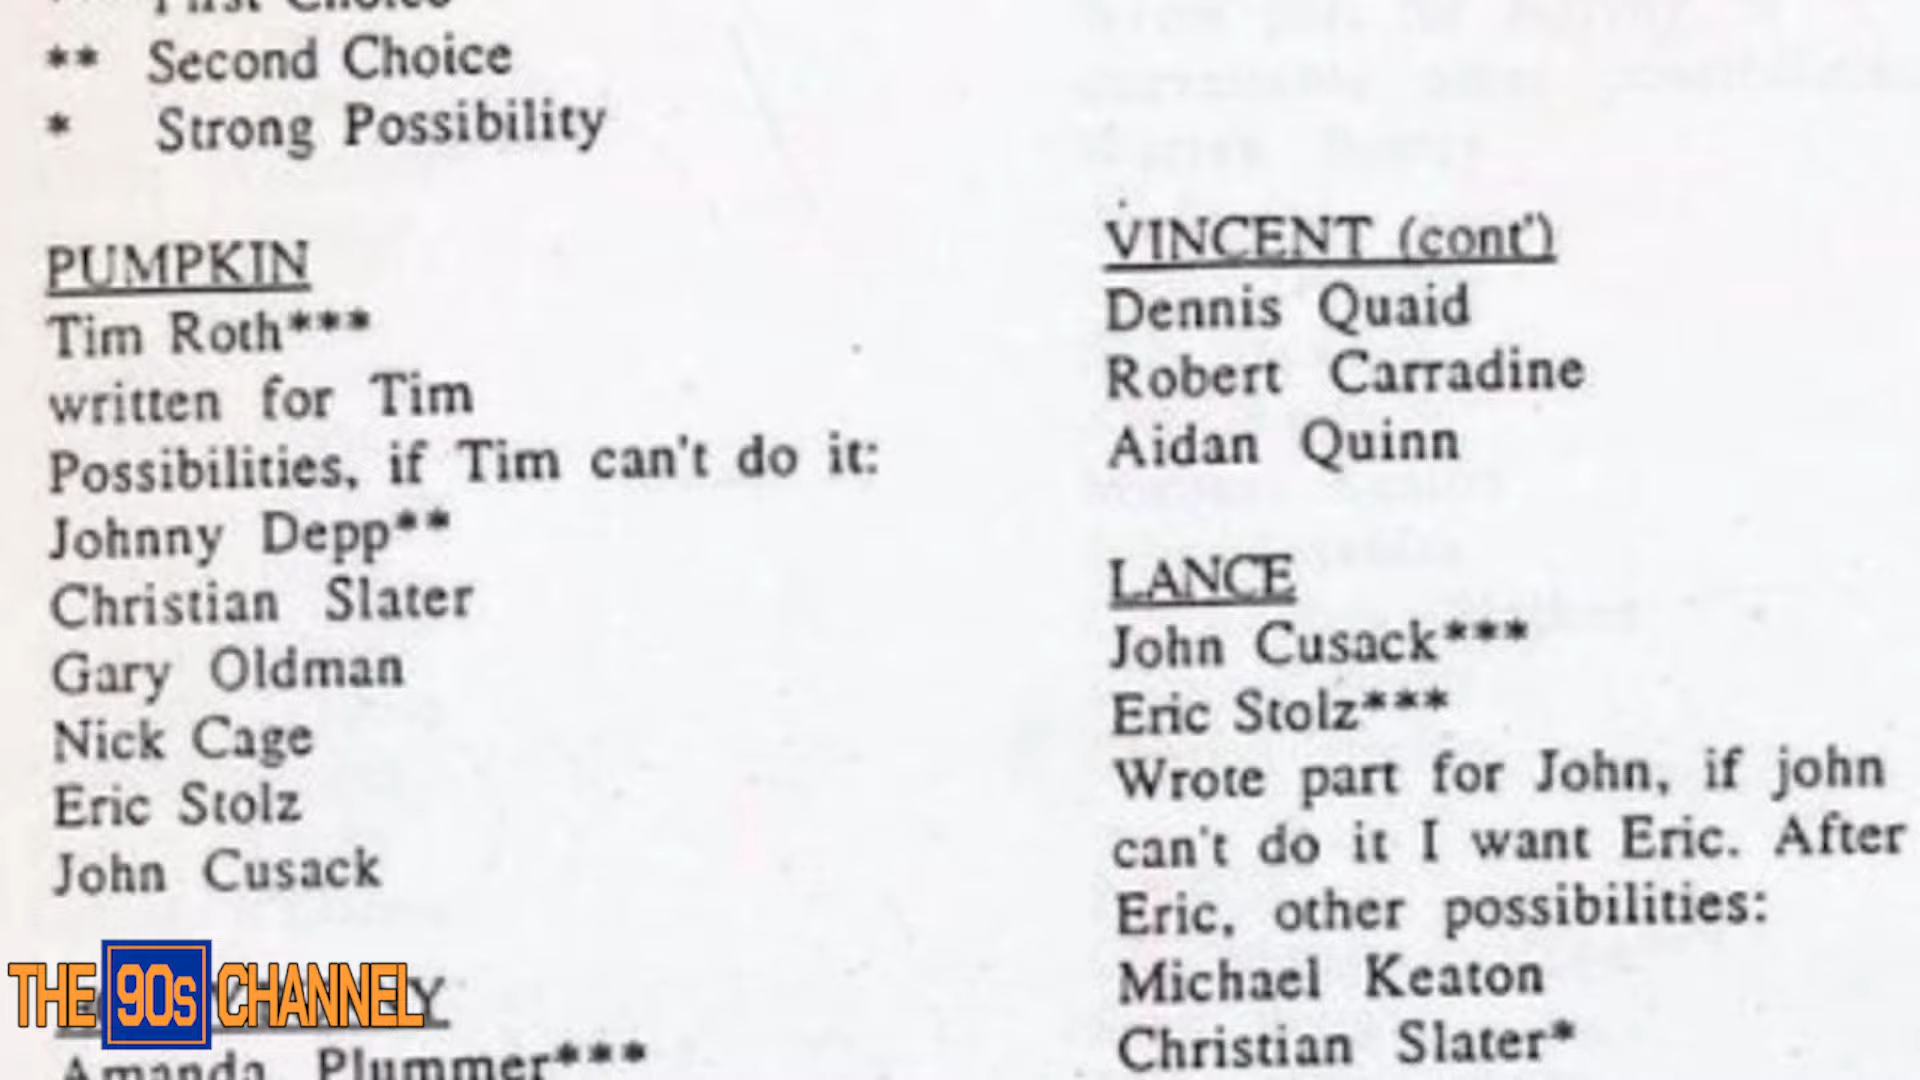 First Choice
** Second Choice
* Strong Possibility
PUMPKIN
Tim Roth***
written for Tim
Possibilities, if Tim can't do it:
Johnny Depp**
Christian Slater
Gary Oldman
Nick Cage
Eric Stolz
John Cusack
THE 90s CHANNEL
Amanda Plummer***
VINCENT (cont')
Dennis Quaid
Robert Carradine
Aidan Quinn
LANCE
John Cusack***
Eric Stolz***
Wrote part for John, if john
can't do it I want Eric. After
Eric, other possibilities:
Michael Keaton
Christian Slater*